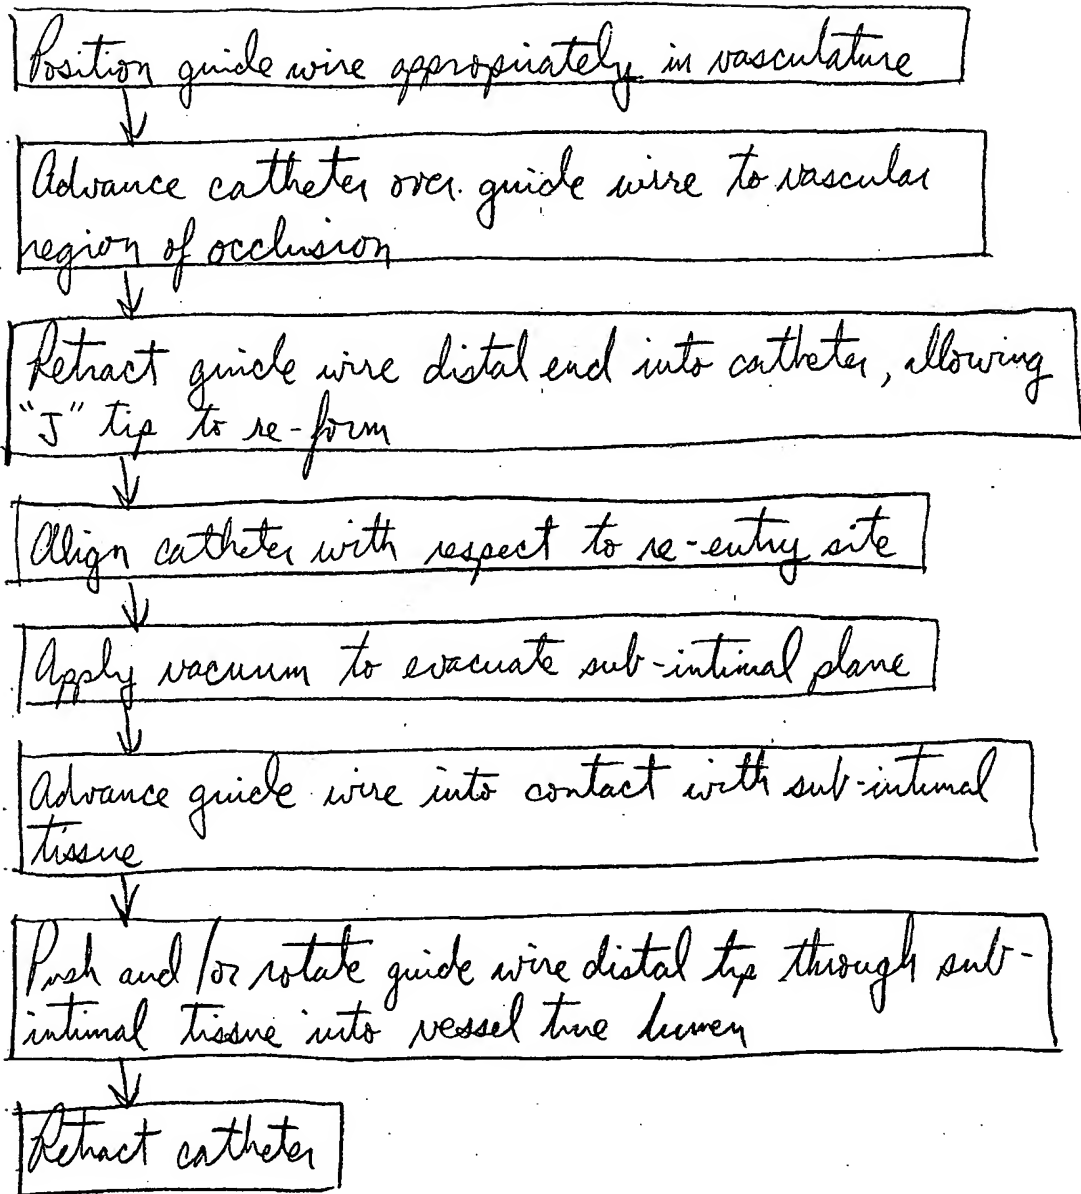 Position guide wire appropriately in vasculature
Advance catheter over guide wire to vascular
region of occlusion
Retract guide wire distal end into catheter, allowing
"J" tip to re-form
Align catheter with respect to re-entry site
Apply vacuum to evacuate sub-intimal plane
Advance guide wire into contact with sub-intimal
tissue
Push and/or rotate guide wire distal tip through sub-
intimal tissue into vessel true lumen
Retract catheter